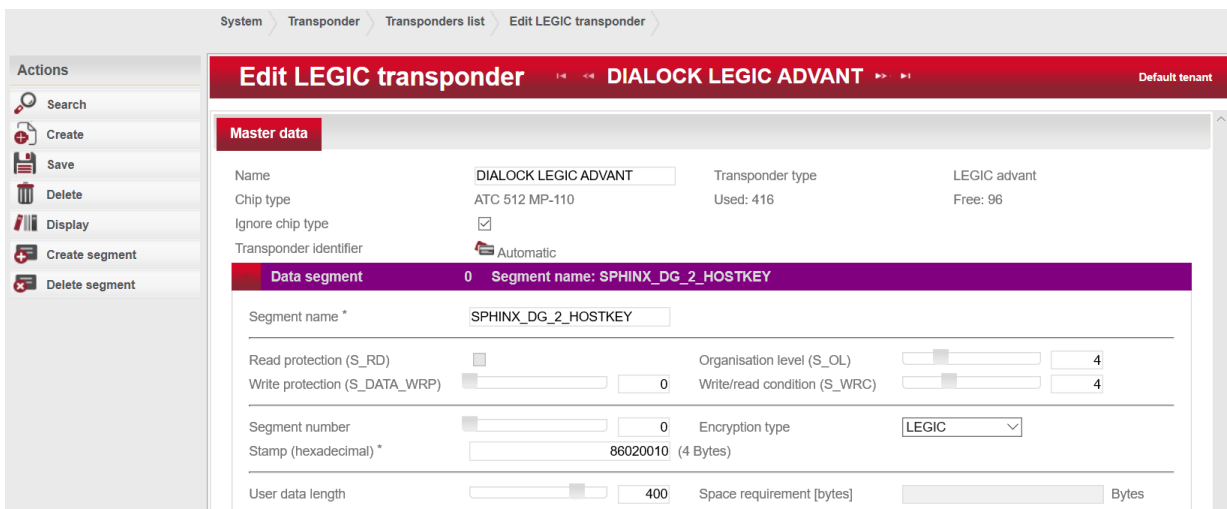 System Transponder Transponders list Edit LEGIC transponder
Actions
Search
Create
Save
Delete
Display
Create segment
Delete segment
Edit LEGIC transponder DIALOCK LEGIC ADVANT Default tenant
Master data
Name DIALOCK LEGIC ADVANT Transponder type LEGIC advant
Chip type ATC 512 MP-110 Used: 416 Free: 96
Ignore chip type
Transponder identifier Automatic
Data segment 0 Segment name: SPHINX_DG_2_HOSTKEY
Segment name * SPHINX_DG_2_HOSTKEY
Read protection (S_RD) Organisation level (S_OL) 4
Write protection (S_DATA_WRP) 0 Write/read condition (S_WRC) 4
Segment number 0 Encryption type LEGIC
Stamp (hexadecimal) * 86020010 (4 Bytes)
User data length 400 Space requirement [bytes] Bytes